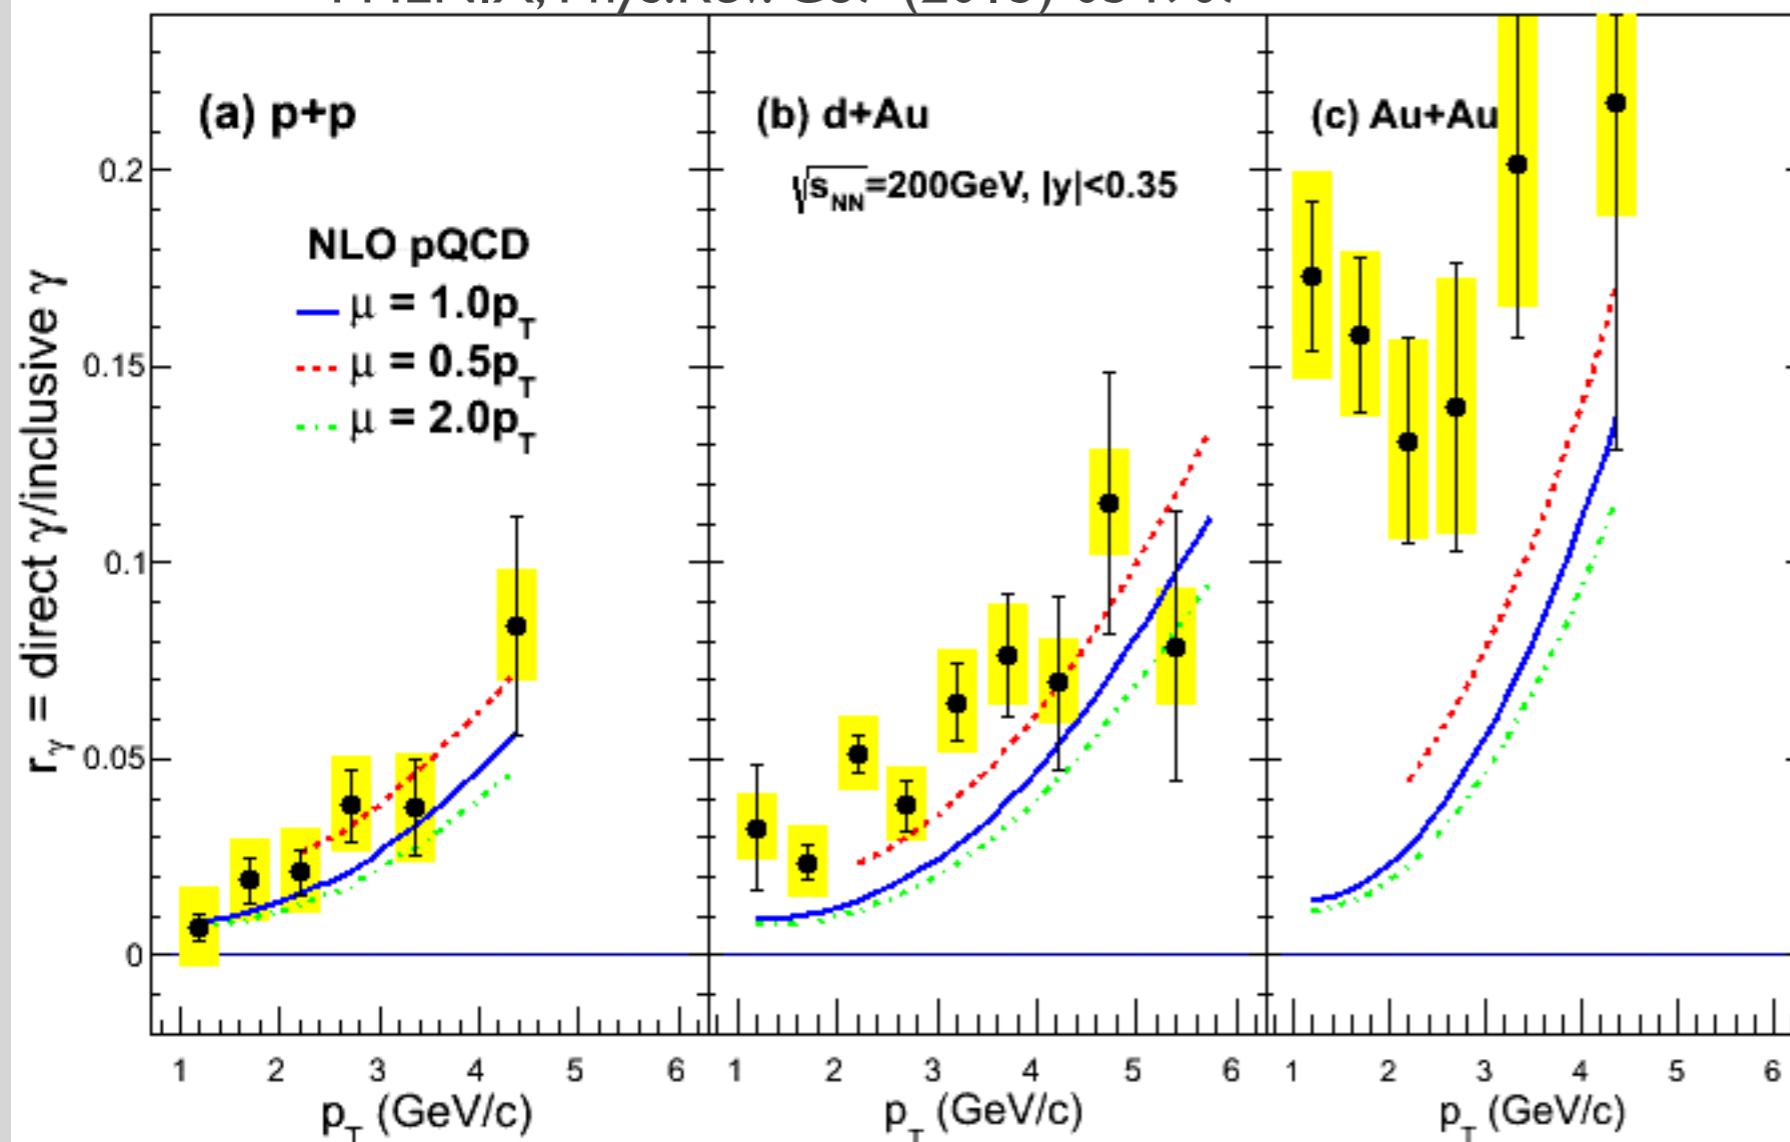 (a) p+p
(b) d+Au
(c) Au+Au
√s_NN=200GeV, |y|<0.35
NLO pQCD
μ = 1.0p_T
μ = 0.5p_T
μ = 2.0p_T
r_γ = direct γ/inclusive γ
0.2
0.15
0.1
0.05
0
1 2 3 4 5 6
1 2 3 4 5 6
1 2 3 4 5 6
p_T (GeV/c)
p_T (GeV/c)
p_T (GeV/c)